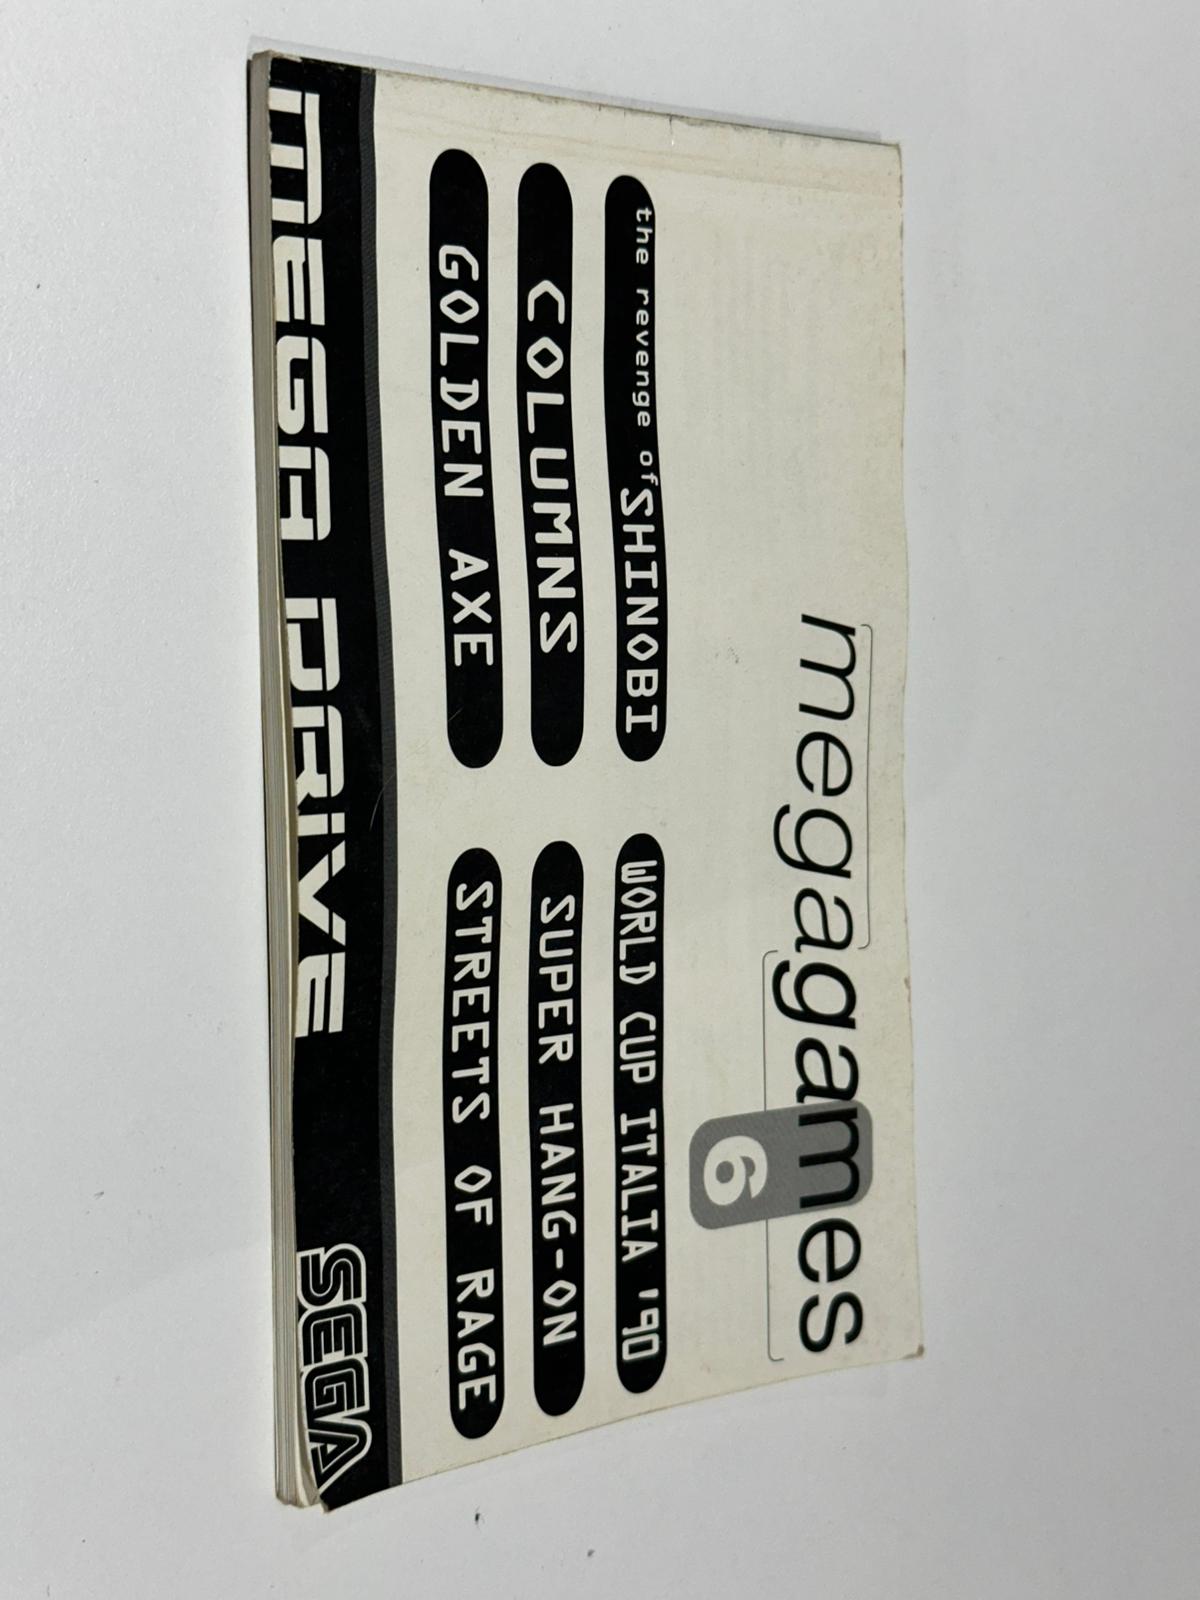 megagames
6
the revenge of SHINOBI
WORLD CUP ITALIA '90
COLUMNS
SUPER HANG-ON
GOLDEN AXE
STREETS OF RAGE
MEGA DRIVE
SEGA